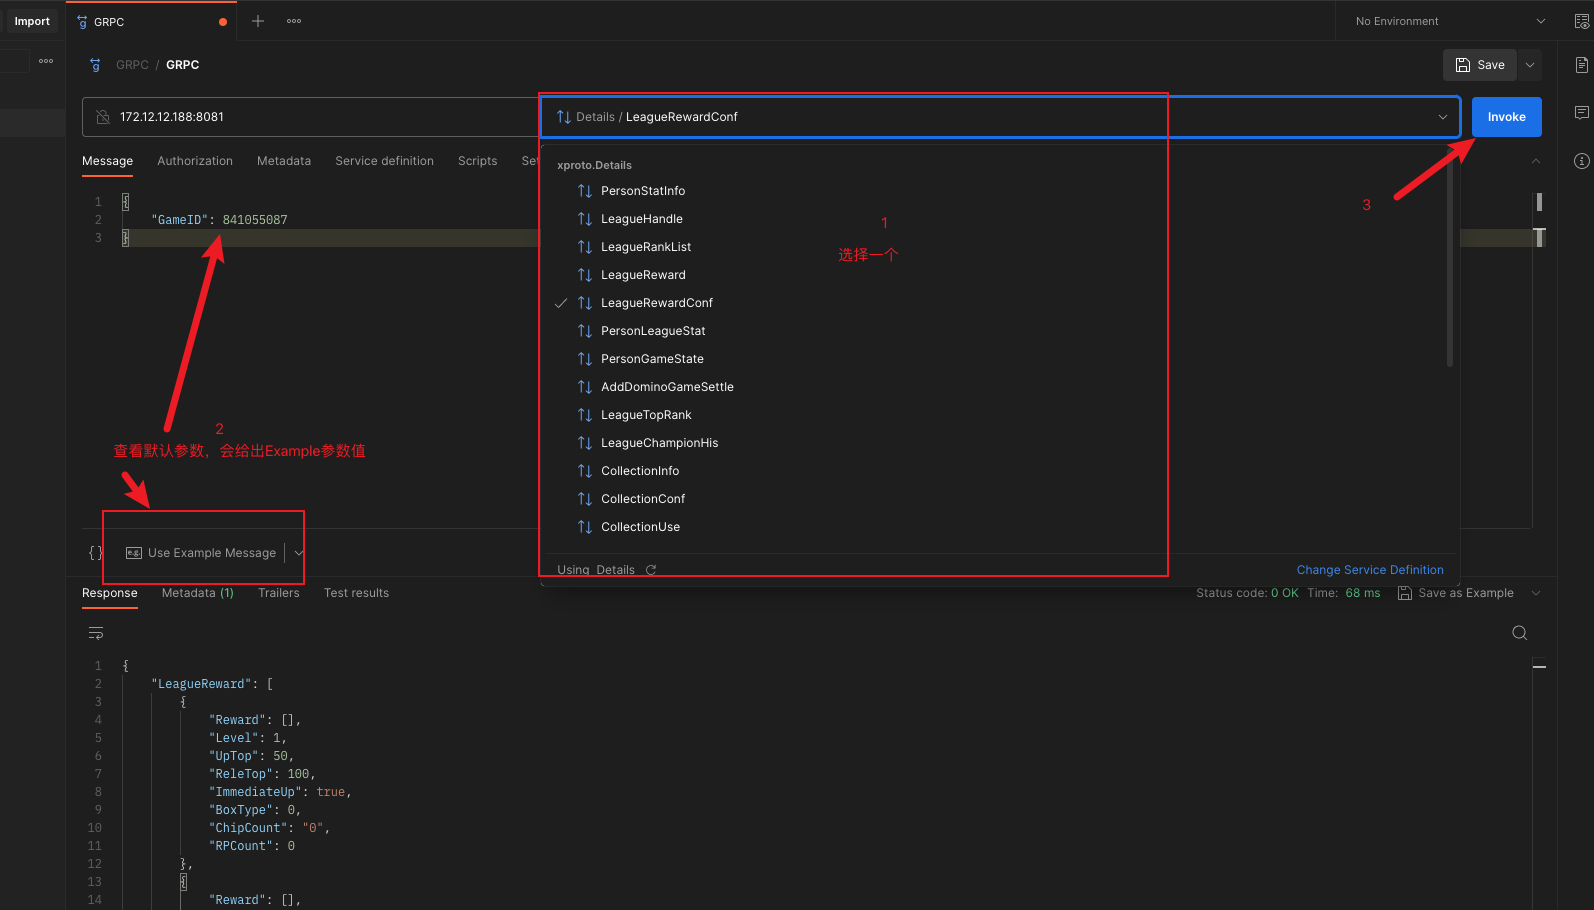 Import
GRPC
No Environment
GRPC / GRPC
Save
172.12.12.188:8081
Details / LeagueRewardConf
Invoke
Message Authorization Metadata Service definition Scripts Set
1 {
2 "GameID": 841055087
3 }
xproto.Details
PersonStatInfo
LeagueHandle
LeagueRankList
LeagueReward
LeagueRewardConf
PersonLeagueStat
PersonGameState
AddDominoGameSettle
LeagueTopRank
LeagueChampionHis
CollectionInfo
CollectionConf
CollectionUse
Using Details
Change Service Definition
1
选择一个
3
2
查看默认参数，会给出Example参数值
{} e.g. Use Example Message
Response Metadata (1) Trailers Test results
Status code: 0 OK Time: 68 ms Save as Example
1 {
2 "LeagueReward": [
3 {
4 "Reward": [],
5 "Level": 1,
6 "UpTop": 50,
7 "ReleTop": 100,
8 "ImmediateUp": true,
9 "BoxType": 0,
10 "ChipCount": "0",
11 "RPCount": 0
12 },
13 {
14 "Reward": [],